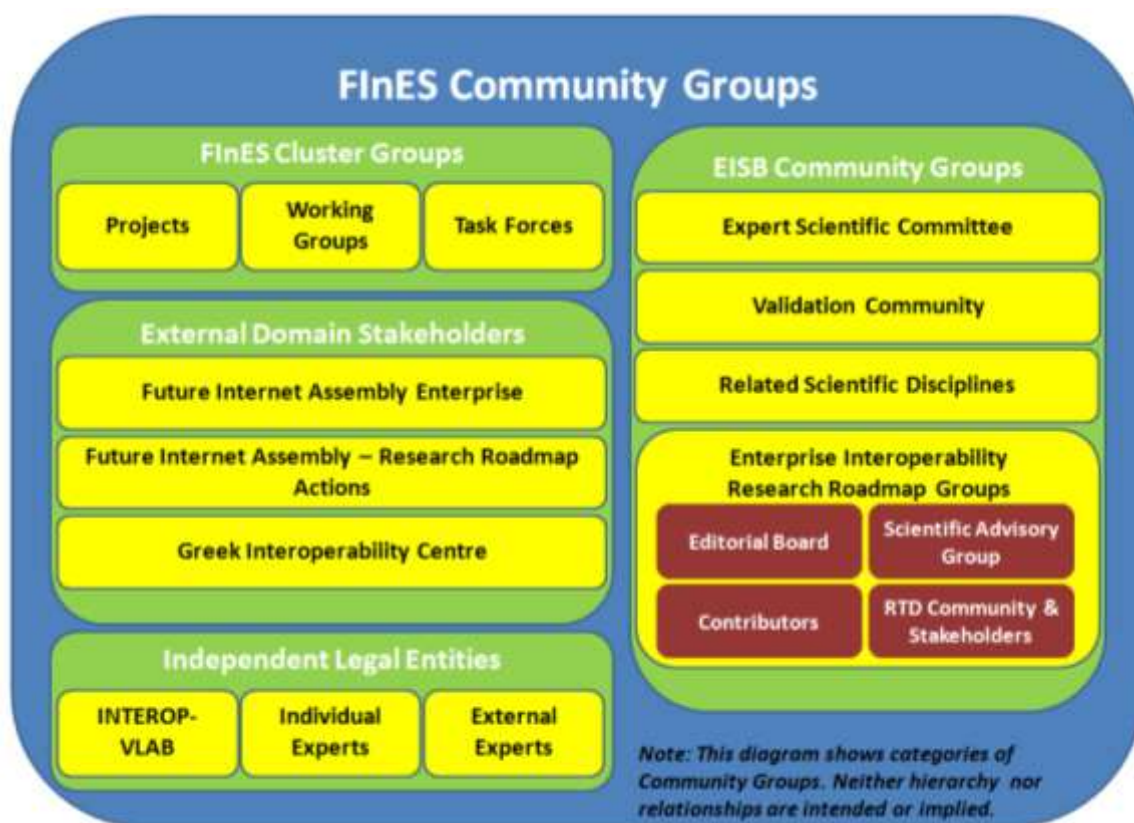 FInES Community Groups
FInES Cluster Groups
Projects
Working
Groups
Task Forces
External Domain Stakeholders
Future Internet Assembly Enterprise
Future Internet Assembly – Research Roadmap
Actions
Greek Interoperability Centre
Independent Legal Entities
INTEROP-
VLAB
Individual
Experts
External
Experts
EISB Community Groups
Expert Scientific Committee
Validation Community
Related Scientific Disciplines
Enterprise Interoperability
Research Roadmap Groups
Editorial Board
Scientific Advisory
Group
Contributors
RTD Community &
Stakeholders
Note: This diagram shows categories of
Community Groups. Neither hierarchy nor
relationships are intended or implied.